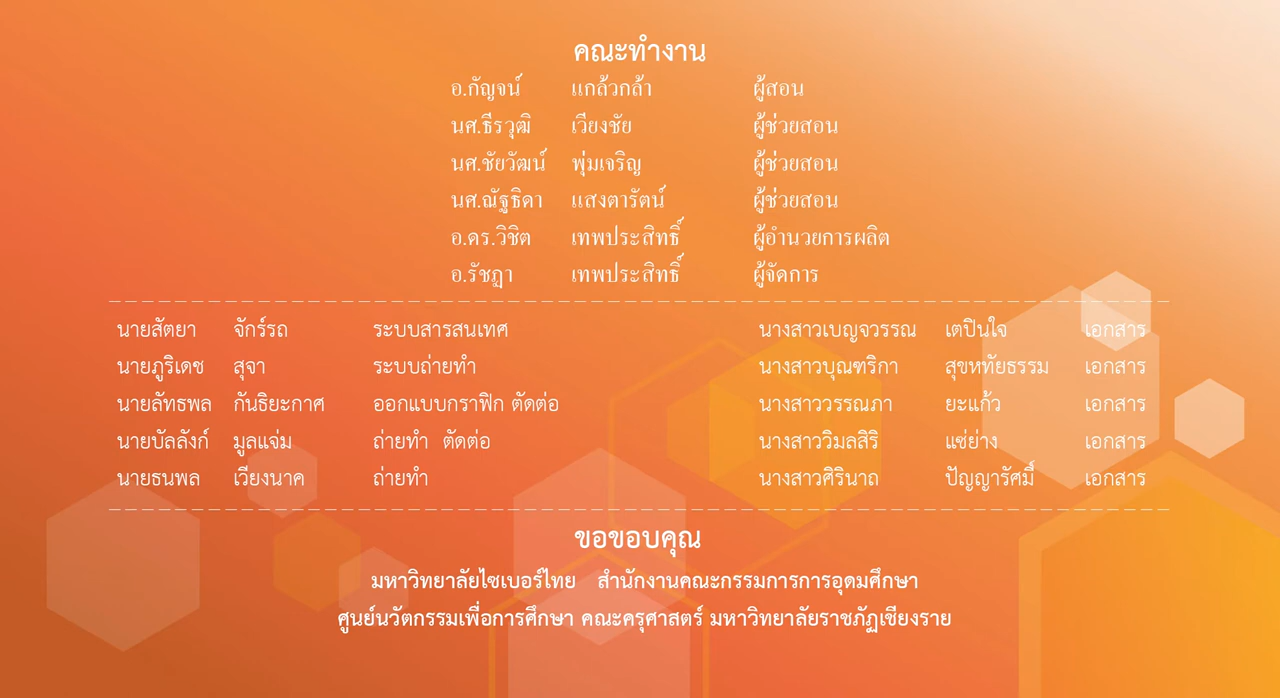 คณะทำงาน
อ.กัญจน์ แกล้วกล้า ผู้สอน
นศ.ธีรวุฒิ เวียงชัย ผู้ช่วยสอน
นศ.ชัยวัฒน์ พุ่มเจริญ ผู้ช่วยสอน
นศ.ณัฐธิดา แสงดารัตน์ ผู้ช่วยสอน
อ.ดร.วิชิต เทพประสิทธิ์ ผู้อำนวยการผลิต
อ.รัชฎา เทพประสิทธิ์ ผู้จัดการ
นายสัตยา จักร์รถ ระบบสารสนเทศ นางสาวเบญจวรรณ เตปินใจ เอกสาร
นายภูริเดช สุจา ระบบถ่ายทำ นางสาวบุณฑริกา สุขหทัยธรรม เอกสาร
นายลัทธพล กันธิยะกาศ ออกแบบกราฟิก ตัดต่อ นางสาววรรณภา ยะแก้ว เอกสาร
นายบัลลังก์ มูลแจ่ม ถ่ายทำ ตัดต่อ นางสาววิมลสิริ แซ่ย่าง เอกสาร
นายธนพล เวียงนาค ถ่ายทำ นางสาวศิรินาถ ปัญญารัศมี์ เอกสาร
ขอขอบคุณ
มหาวิทยาลัยไซเบอร์ไทย สำนักงานคณะกรรมการการอุดมศึกษา
ศูนย์นวัตกรรมเพื่อการศึกษา คณะครุศาสตร์ มหาวิทยาลัยราชภัฏเชียงราย